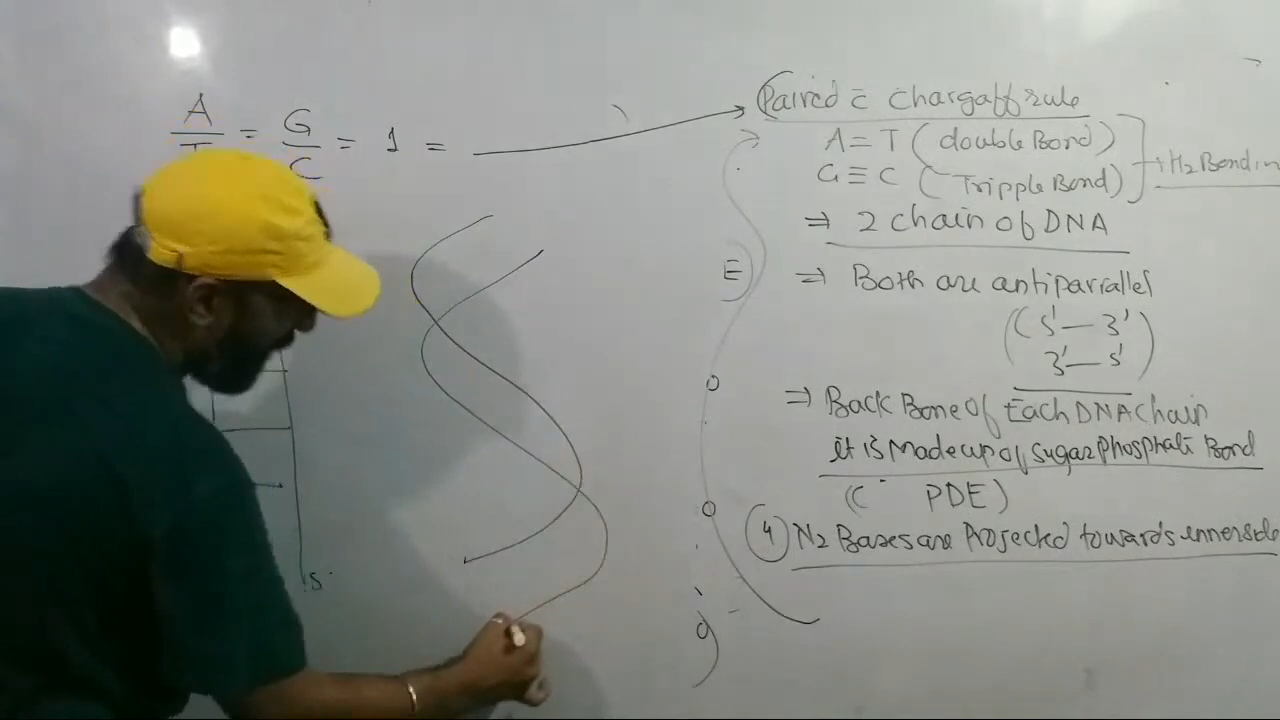 A/T = G/C = 1 =
Paired c̄ chargaff rule
A = T (double Bond)
G ≡ C (Tripple Bond)
H2 Bondin
⇒ 2 chain of DNA
E
⇒ Both are antiparrallel
(5' — 3'
3' — 5')
⇒ Back Bone of Each DNA chain
it is Made up of sugar phosphate Bond
(C PDE)
4 N2 Bases are Projected towards innerside
5'